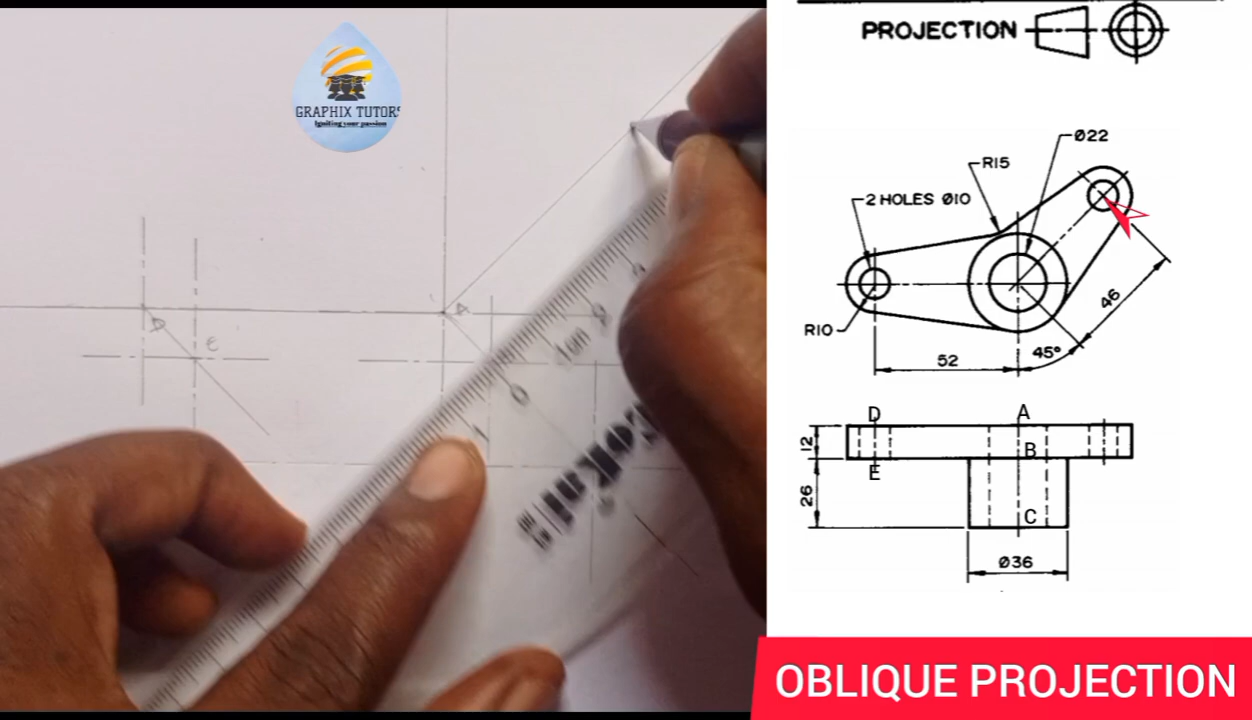 GRAPHIX TUTORS
Igniting your passion
PROJECTION
Ø22
R15
2 HOLES Ø10
R10
52
45°
46
D
A
12
B
E
26
C
Ø36
OBLIQUE PROJECTION
D
E
A